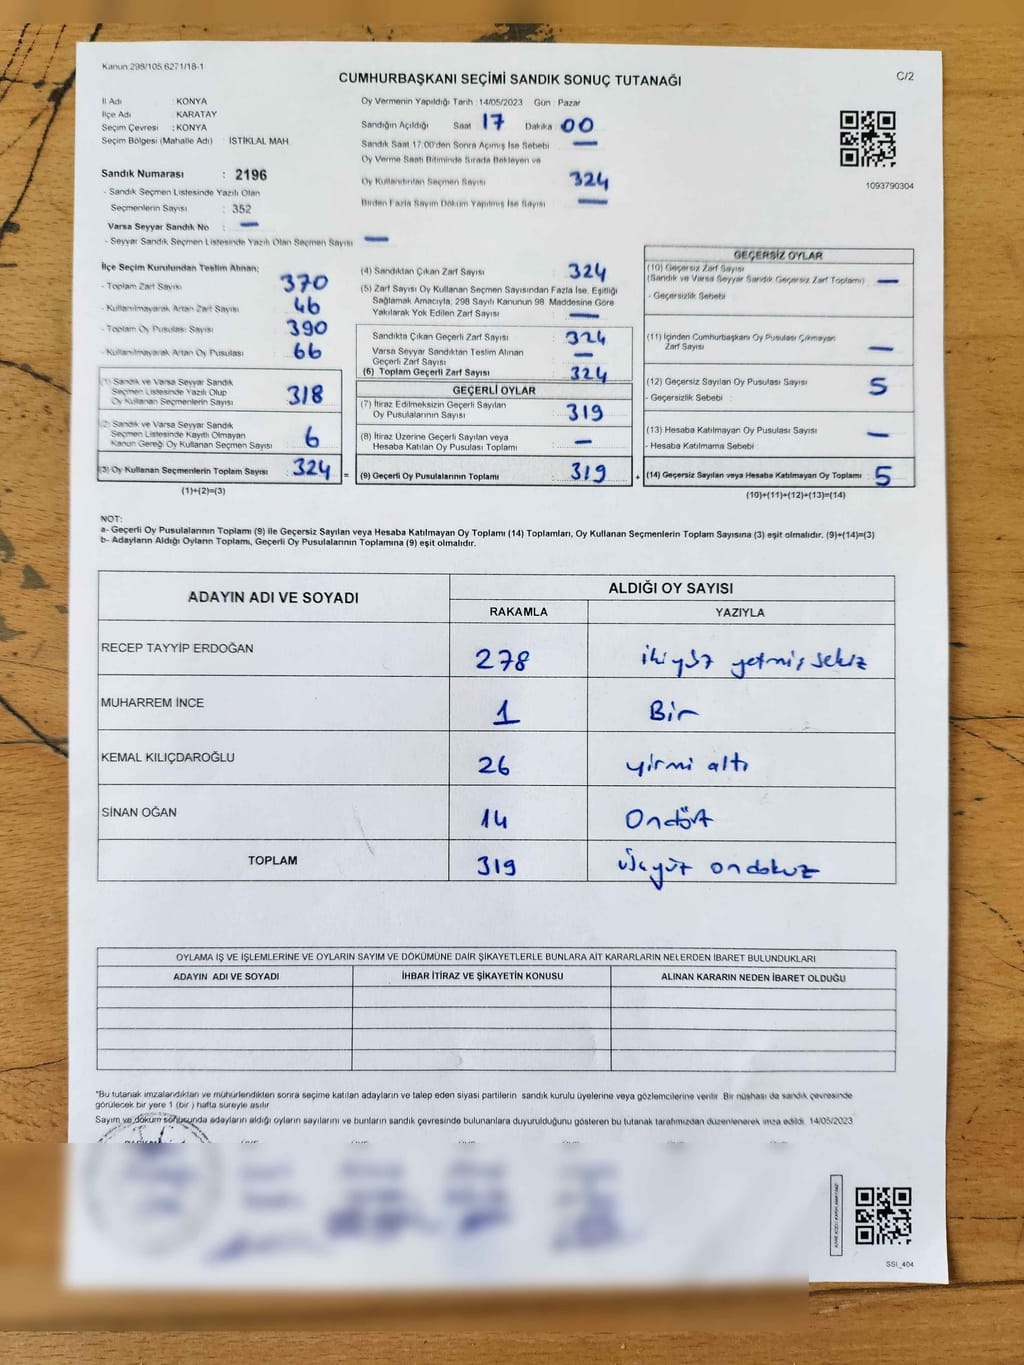 Kanun:298/105,6271/18-1
CUMHURBAŞKANI SEÇİMİ SANDIK SONUÇ TUTANAĞI
C/2
İl Adı : KONYA
İlçe Adı : KARATAY
Seçim Çevresi : KONYA
Seçim Bölgesi (Mahalle Adı) : İSTİKLAL MAH.
Sandık Numarası : 2196
- Sandık Seçmen Listesinde Yazılı Olan
Seçmenlerin Sayısı : 352
Varsa Seyyar Sandık No : —
- Seyyar Sandık Seçmen Listesinde Yazılı Olan Seçmen Sayısı —
Oy Vermenin Yapıldığı Tarih : 14/05/2023 Gün : Pazar
Sandığın Açıldığı Saat 17 Dakika 00
Sandık Saat 17:00'den Sonra Açılmış İse Sebebi —
Oy Verme Saati Bitiminde Sırada Bekleyen ve
Oy Kullandırılan Seçmen Sayısı 324
Birden Fazla Sayım Döküm Yapılmış İse Sayısı —
1093790304
İlçe Seçim Kurulundan Teslim Alınan:
- Toplam Zarf Sayısı 370
- Kullanılmayarak Artan Zarf Sayısı 46
- Toplam Oy Pusulası Sayısı 390
- Kullanılmayarak Artan Oy Pusulası 66
(1) Sandık ve Varsa Seyyar Sandık
Seçmen Listesinde Yazılı Olup
Oy Kullanan Seçmenlerin Sayısı 318
(2) Sandık ve Varsa Seyyar Sandık
Seçmen Listesinde Kayıtlı Olmayan
Kanun Gereği Oy Kullanan Seçmen Sayısı 6
(3) Oy Kullanan Seçmenlerin Toplam Sayısı 324 =
(1)+(2)=(3)
(4) Sandıktan Çıkan Zarf Sayısı 324
(5) Zarf Sayısı Oy Kullanan Seçmen Sayısından Fazla İse, Eşitliği
Sağlamak Amacıyla, 298 Sayılı Kanunun 98. Maddesine Göre
Yakılarak Yok Edilen Zarf Sayısı —
Sandıkta Çıkan Geçerli Zarf Sayısı 324
Varsa Seyyar Sandıktan Teslim Alınan
Geçerli Zarf Sayısı —
(6) Toplam Geçerli Zarf Sayısı 324
GEÇERLİ OYLAR
(7) İtiraz Edilmeksizin Geçerli Sayılan
Oy Pusulalarının Sayısı 319
(8) İtiraz Üzerine Geçerli Sayılan veya
Hesaba Katılan Oy Pusulası Toplamı —
(9) Geçerli Oy Pusulalarının Toplamı 319 +
GEÇERSİZ OYLAR
(10) Geçersiz Zarf Sayısı
(Sandık ve Varsa Seyyar Sandık Geçersiz Zarf Toplamı) —
- Geçersizlik Sebebi
(11) İçinden Cumhurbaşkanı Oy Pusulası Çıkmayan
Zarf Sayısı —
(12) Geçersiz Sayılan Oy Pusulası Sayısı 5
- Geçersizlik Sebebi :
(13) Hesaba Katılmayan Oy Pusulası Sayısı —
- Hesaba Katılmama Sebebi :
(14) Geçersiz Sayılan veya Hesaba Katılmayan Oy Toplamı 5
(10)+(11)+(12)+(13)=(14)
NOT:
a- Geçerli Oy Pusulalarının Toplamı (9) ile Geçersiz Sayılan veya Hesaba Katılmayan Oy Toplamı (14) Toplamları, Oy Kullanan Seçmenlerin Toplam Sayısına (3) eşit olmalıdır. (9)+(14)=(3)
b- Adayların Aldığı Oyların Toplamı, Geçerli Oy Pusulalarının Toplamına (9) eşit olmalıdır.
ADAYIN ADI VE SOYADI
ALDIĞI OY SAYISI
RAKAMLA YAZIYLA
RECEP TAYYİP ERDOĞAN 278 ikiyüz yetmiş sekiz
MUHARREM İNCE 1 Bir
KEMAL KILIÇDAROĞLU 26 yirmi altı
SİNAN OĞAN 14 Ondört
TOPLAM 319 üçyüz ondokuz
OYLAMA İŞ VE İŞLEMLERİNE VE OYLARIN SAYIM VE DÖKÜMÜNE DAİR ŞİKAYETLERLE BUNLARA AİT KARARLARIN NELERDEN İBARET BULUNDUKLARI
ADAYIN ADI VE SOYADI İHBAR İTİRAZ VE ŞİKAYETİN KONUSU ALINAN KARARIN NEDEN İBARET OLDUĞU
*Bu tutanak imzalandıktan ve mühürlendikten sonra seçime katılan adayların ve talep eden siyasi partilerin sandık kurulu üyelerine veya gözlemcilerine verilir. Bir nüshası da sandık çevresinde
görülecek bir yere 1 (bir) hafta süreyle asılır.
Sayım ve döküm sonucunda adayların aldığı oyların sayılarını ve bunların sandık çevresinde bulunanlara duyurulduğunu gösteren bu tutanak tarafımızdan düzenlenerek imza edildi. 14/05/2023
SSI_404